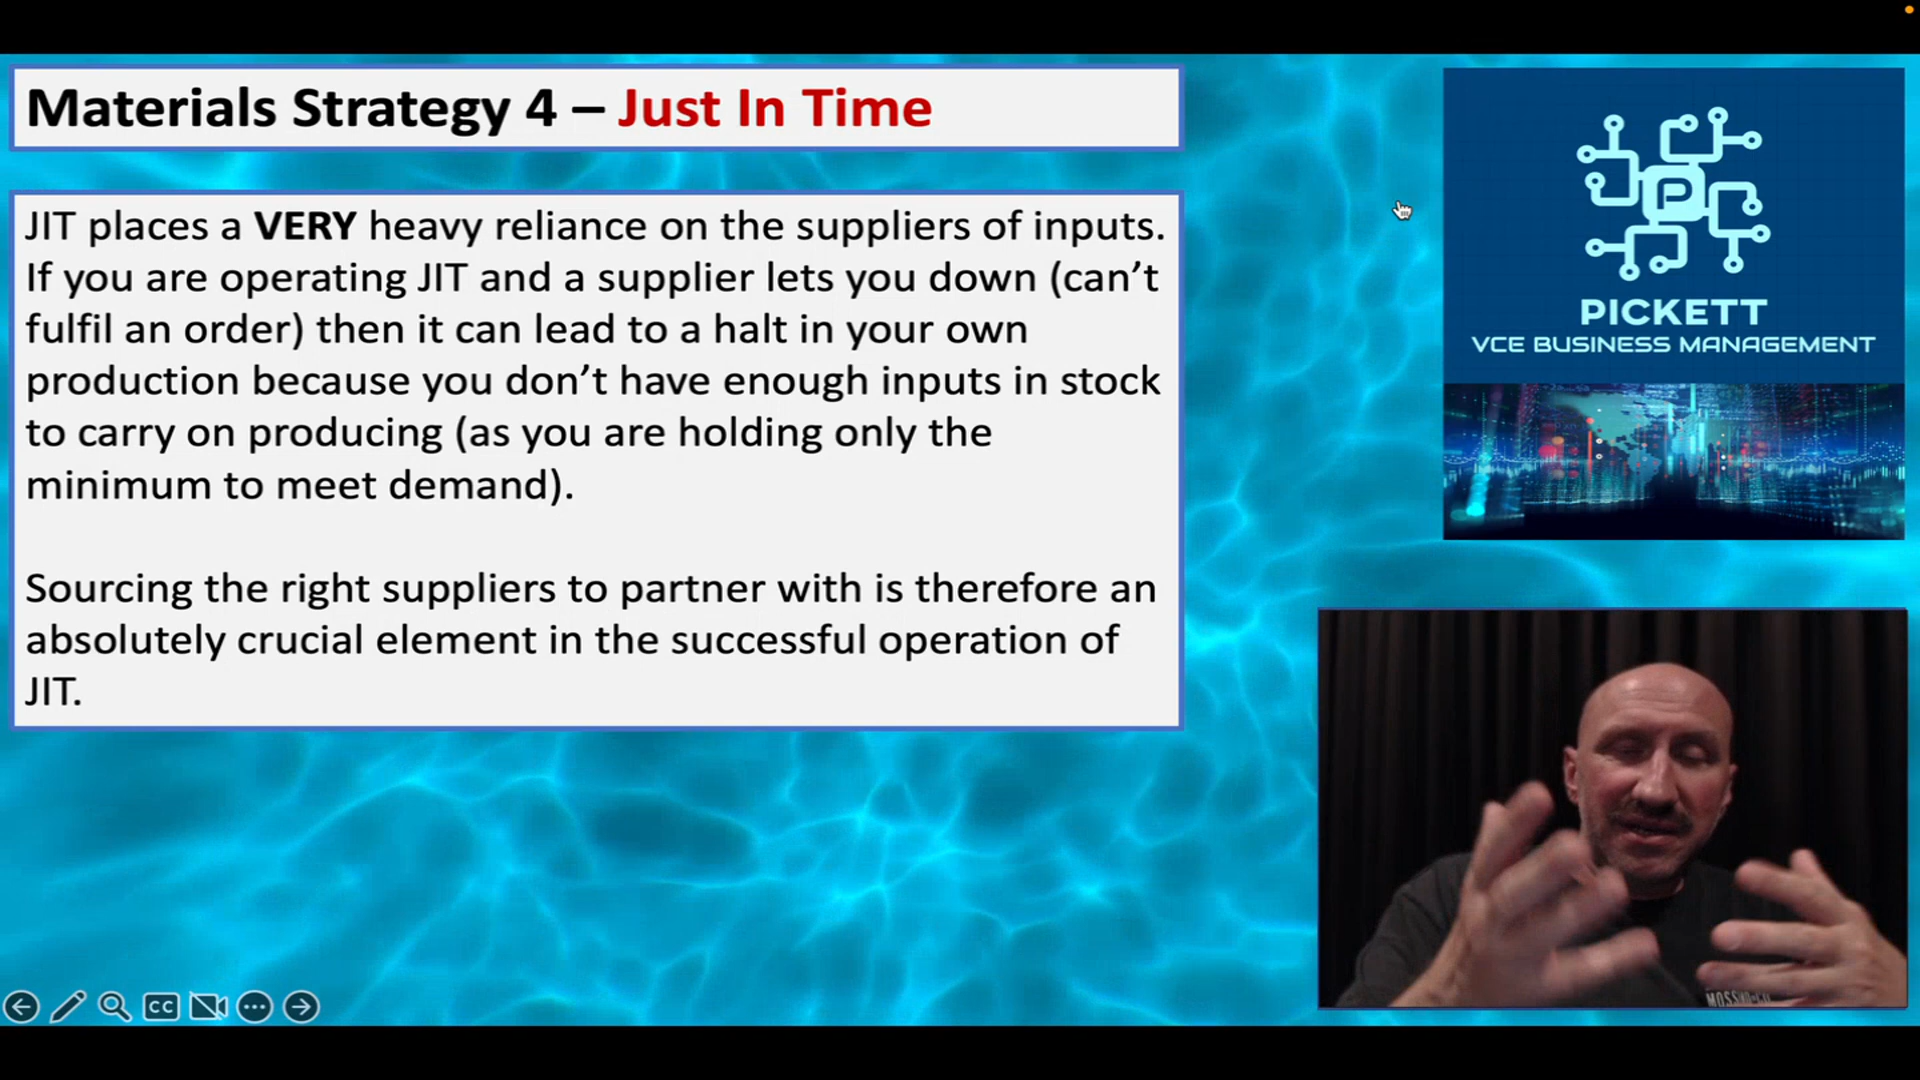 Materials Strategy 4 – Just In Time
JIT places a VERY heavy reliance on the suppliers of inputs.
If you are operating JIT and a supplier lets you down (can’t
fulfil an order) then it can lead to a halt in your own
production because you don’t have enough inputs in stock
to carry on producing (as you are holding only the
minimum to meet demand).
Sourcing the right suppliers to partner with is therefore an
absolutely crucial element in the successful operation of
JIT.
P
PICKETT
VCE BUSINESS MANAGEMENT
CC